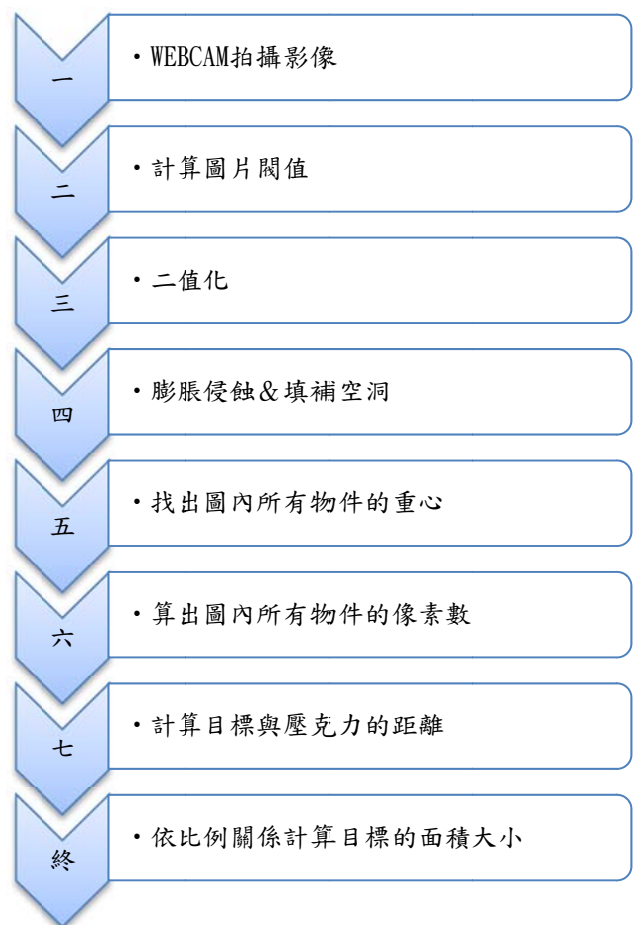 一
・WEBCAM拍攝影像
二
・計算圖片閥值
三
・二值化
四
・膨脹侵蝕＆填補空洞
五
・找出圖內所有物件的重心
六
・算出圖內所有物件的像素數
七
・計算目標與壓克力的距離
終
・依比例關係計算目標的面積大小